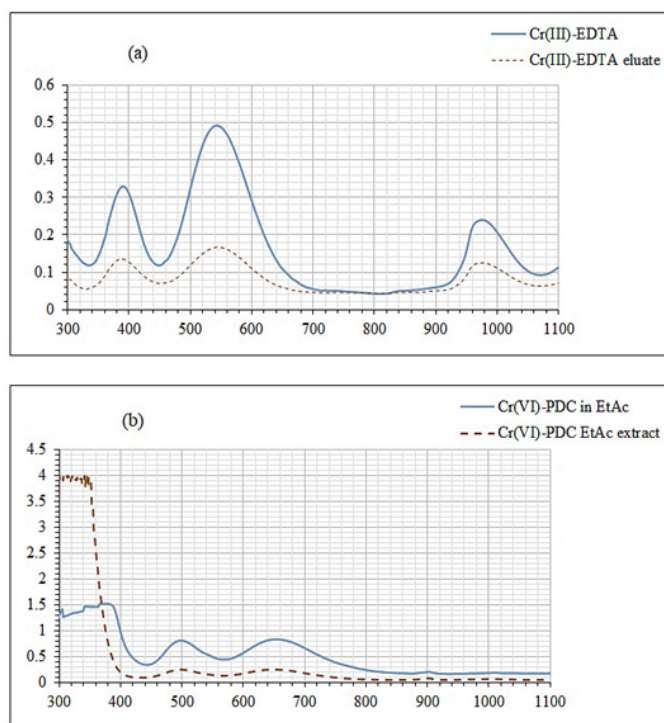 (a)
Cr(III)-EDTA
Cr(III)-EDTA eluate
0.6
0.5
0.4
0.3
0.2
0.1
0
300 400 500 600 700 800 900 1000 1100
(b)
Cr(VI)-PDC in EtAc
Cr(VI)-PDC EtAc extract
4.5
4
3.5
3
2.5
2
1.5
1
0.5
0
300 400 500 600 700 800 900 1000 1100